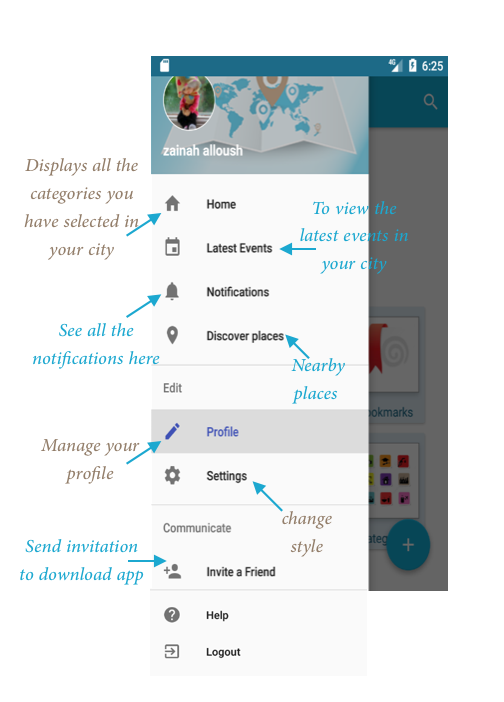 4G 6:25
zainah alloush
Displays all the
categories you
have selected in
your city
Home
To view the
latest events in
your city
Latest Events
Notifications
See all the
notifications here
Discover places
Nearby
places
Edit
ookmarks
Profile
Manage your
profile
Settings
change
style
Communicate
ateg
+
Send invitation
to download app
Invite a Friend
Help
Logout